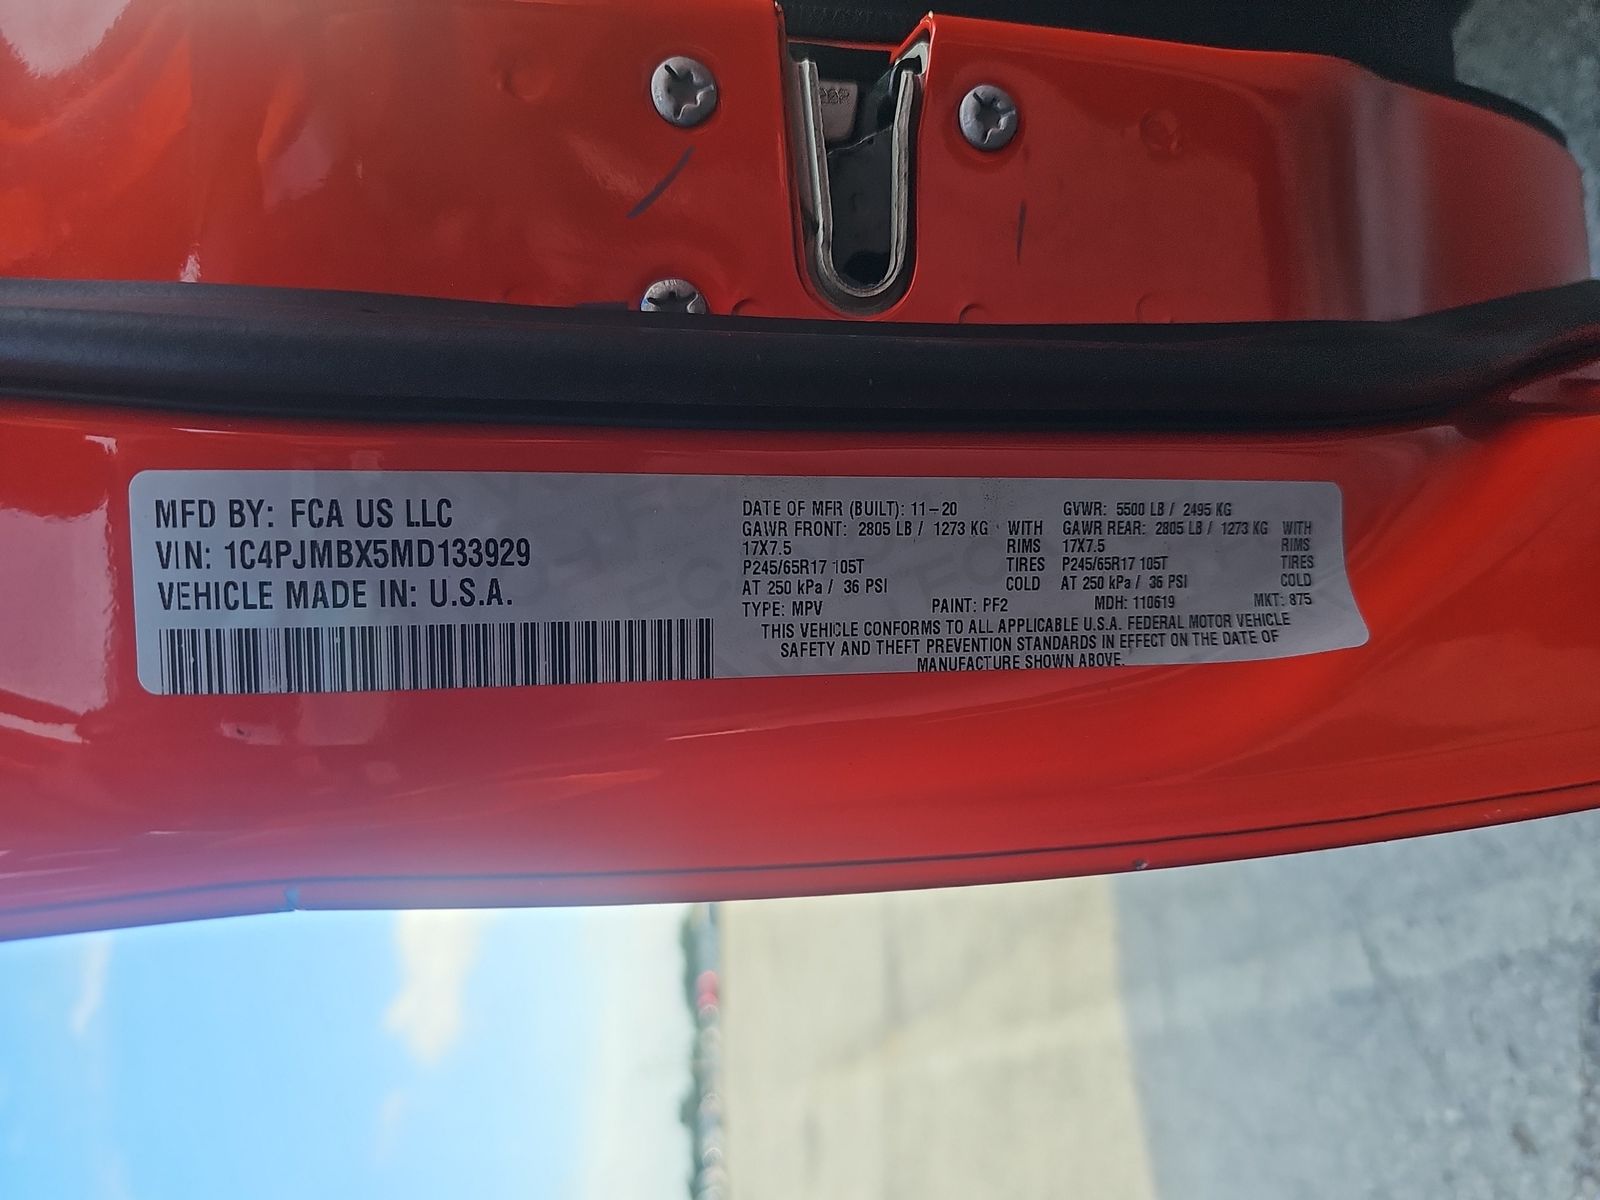 MFD BY: FCA US LLC
VIN: 1C4PJMBX5MD133929
VEHICLE MADE IN: U.S.A.
DATE OF MFR (BUILT): 11-20 GVWR: 5500 LB / 2495 KG
GAWR FRONT: 2805 LB / 1273 KG WITH GAWR REAR: 2805 LB / 1273 KG WITH
17X7.5 RIMS 17X7.5 RIMS
P245/65R17 105T TIRES P245/65R17 105T TIRES
AT 250 kPa / 36 PSI COLD AT 250 kPa / 36 PSI COLD
TYPE: MPV PAINT: PF2 MDH: 110619 MKT: 875
THIS VEHICLE CONFORMS TO ALL APPLICABLE U.S.A. FEDERAL MOTOR VEHICLE
SAFETY AND THEFT PREVENTION STANDARDS IN EFFECT ON THE DATE OF
MANUFACTURE SHOWN ABOVE.